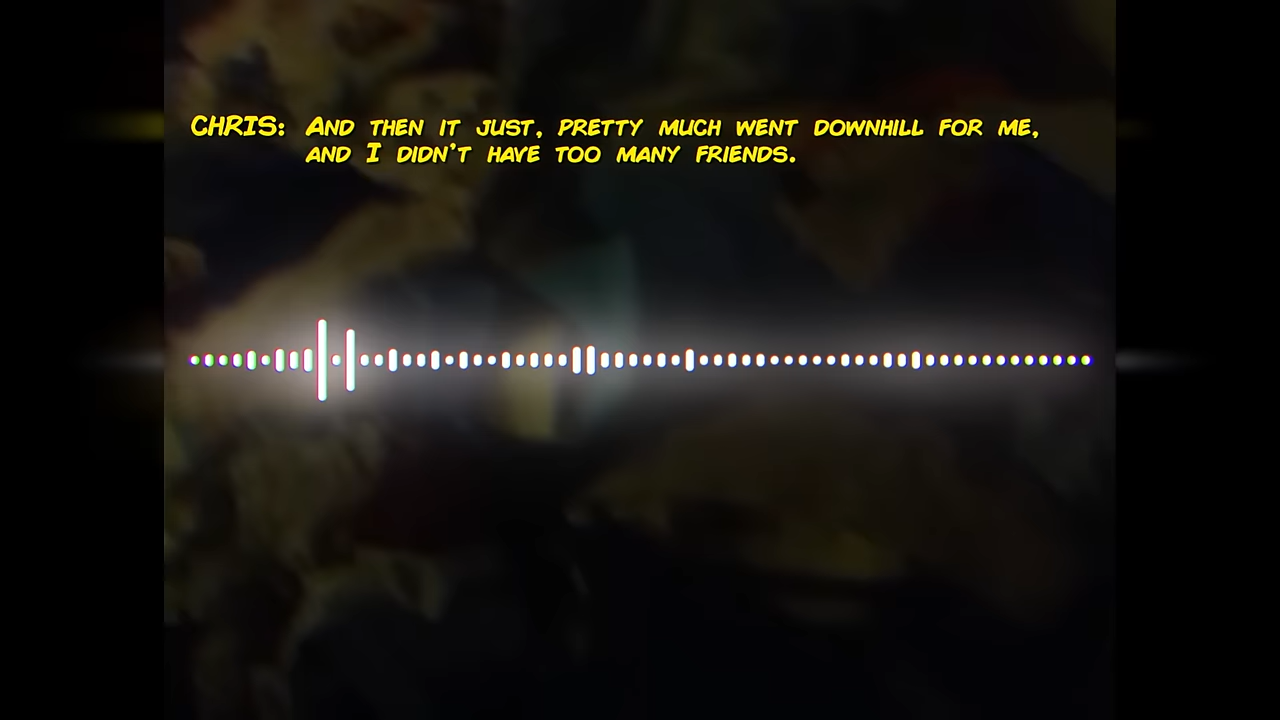 CHRIS: AND THEN IT JUST, PRETTY MUCH WENT DOWNHILL FOR ME,
AND I DIDN'T HAVE TOO MANY FRIENDS.